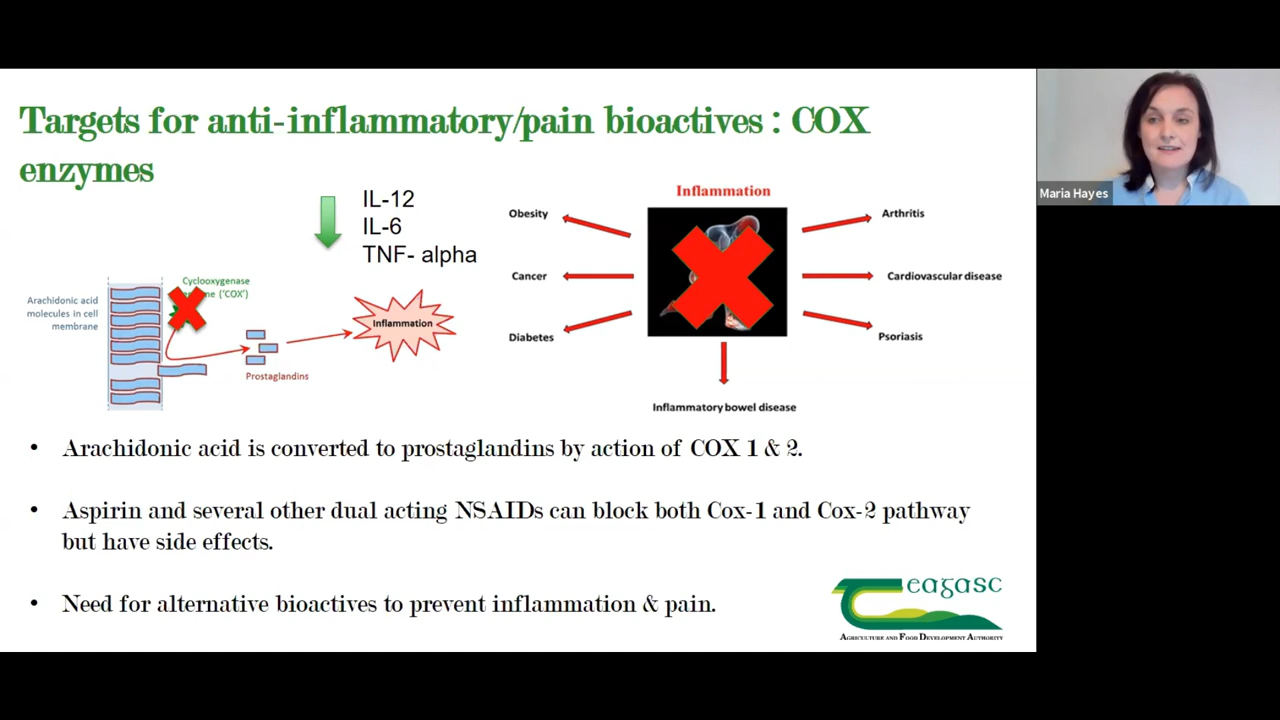 Targets for anti-inflammatory/pain bioactives : COX
enzymes
Maria Hayes
IL-12
IL-6
TNF- alpha
Cyclooxygenase
('COX')
Arachidonic acid
molecules in cell
membrane
Prostaglandins
Inflammation
Inflammation
Obesity
Cancer
Diabetes
Arthritis
Cardiovascular disease
Psoriasis
Inflammatory bowel disease
• Arachidonic acid is converted to prostaglandins by action of COX 1 & 2.
• Aspirin and several other dual acting NSAIDs can block both Cox-1 and Cox-2 pathway
but have side effects.
• Need for alternative bioactives to prevent inflammation & pain.
Teagasc
AGRICULTURE AND FOOD DEVELOPMENT AUTHORITY